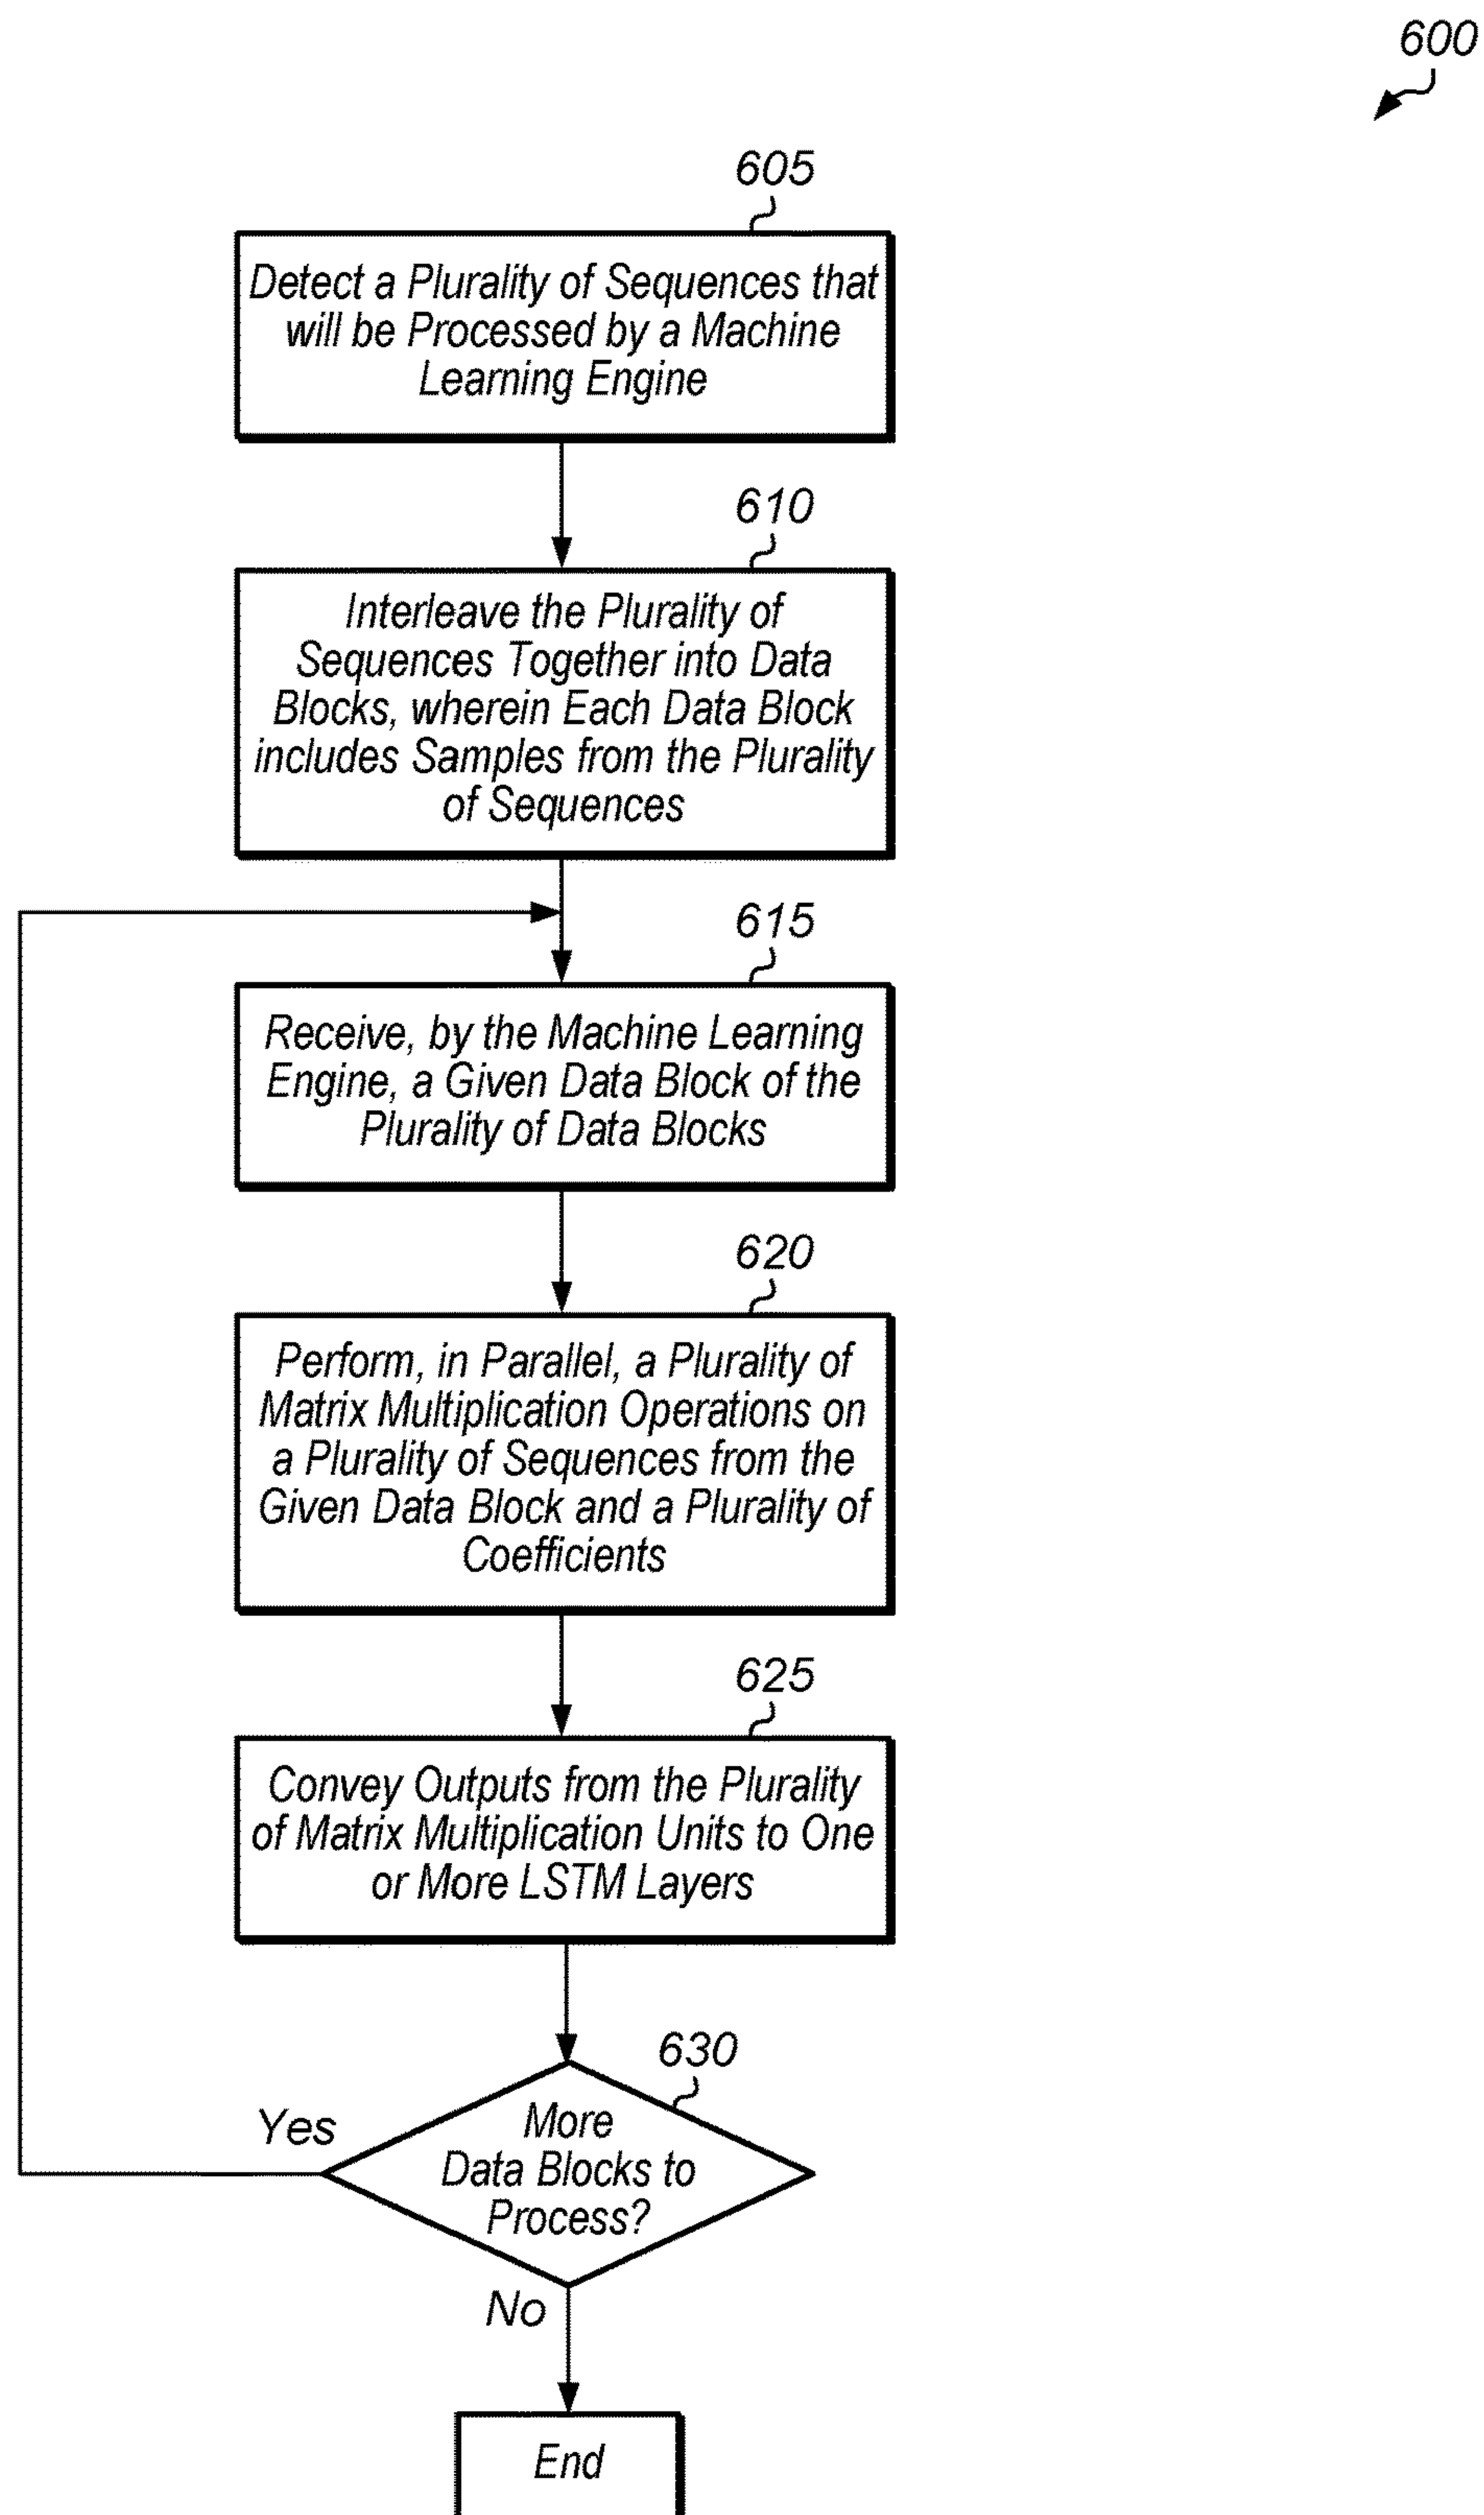 600
605
Detect a Plurality of Sequences that
will be Processed by a Machine
Learning Engine
610
Interleave the Plurality of
Sequences Together into Data
Blocks, wherein Each Data Block
includes Samples from the Plurality
of Sequences
615
Receive, by the Machine Learning
Engine, a Given Data Block of the
Plurality of Data Blocks
620
Perform, in Parallel, a Plurality of
Matrix Multiplication Operations on
a Plurality of Sequences from the
Given Data Block and a Plurality of
Coefficients
625
Convey Outputs from the Plurality
of Matrix Multiplication Units to One
or More LSTM Layers
630
Yes
More
Data Blocks to
Process?
No
End